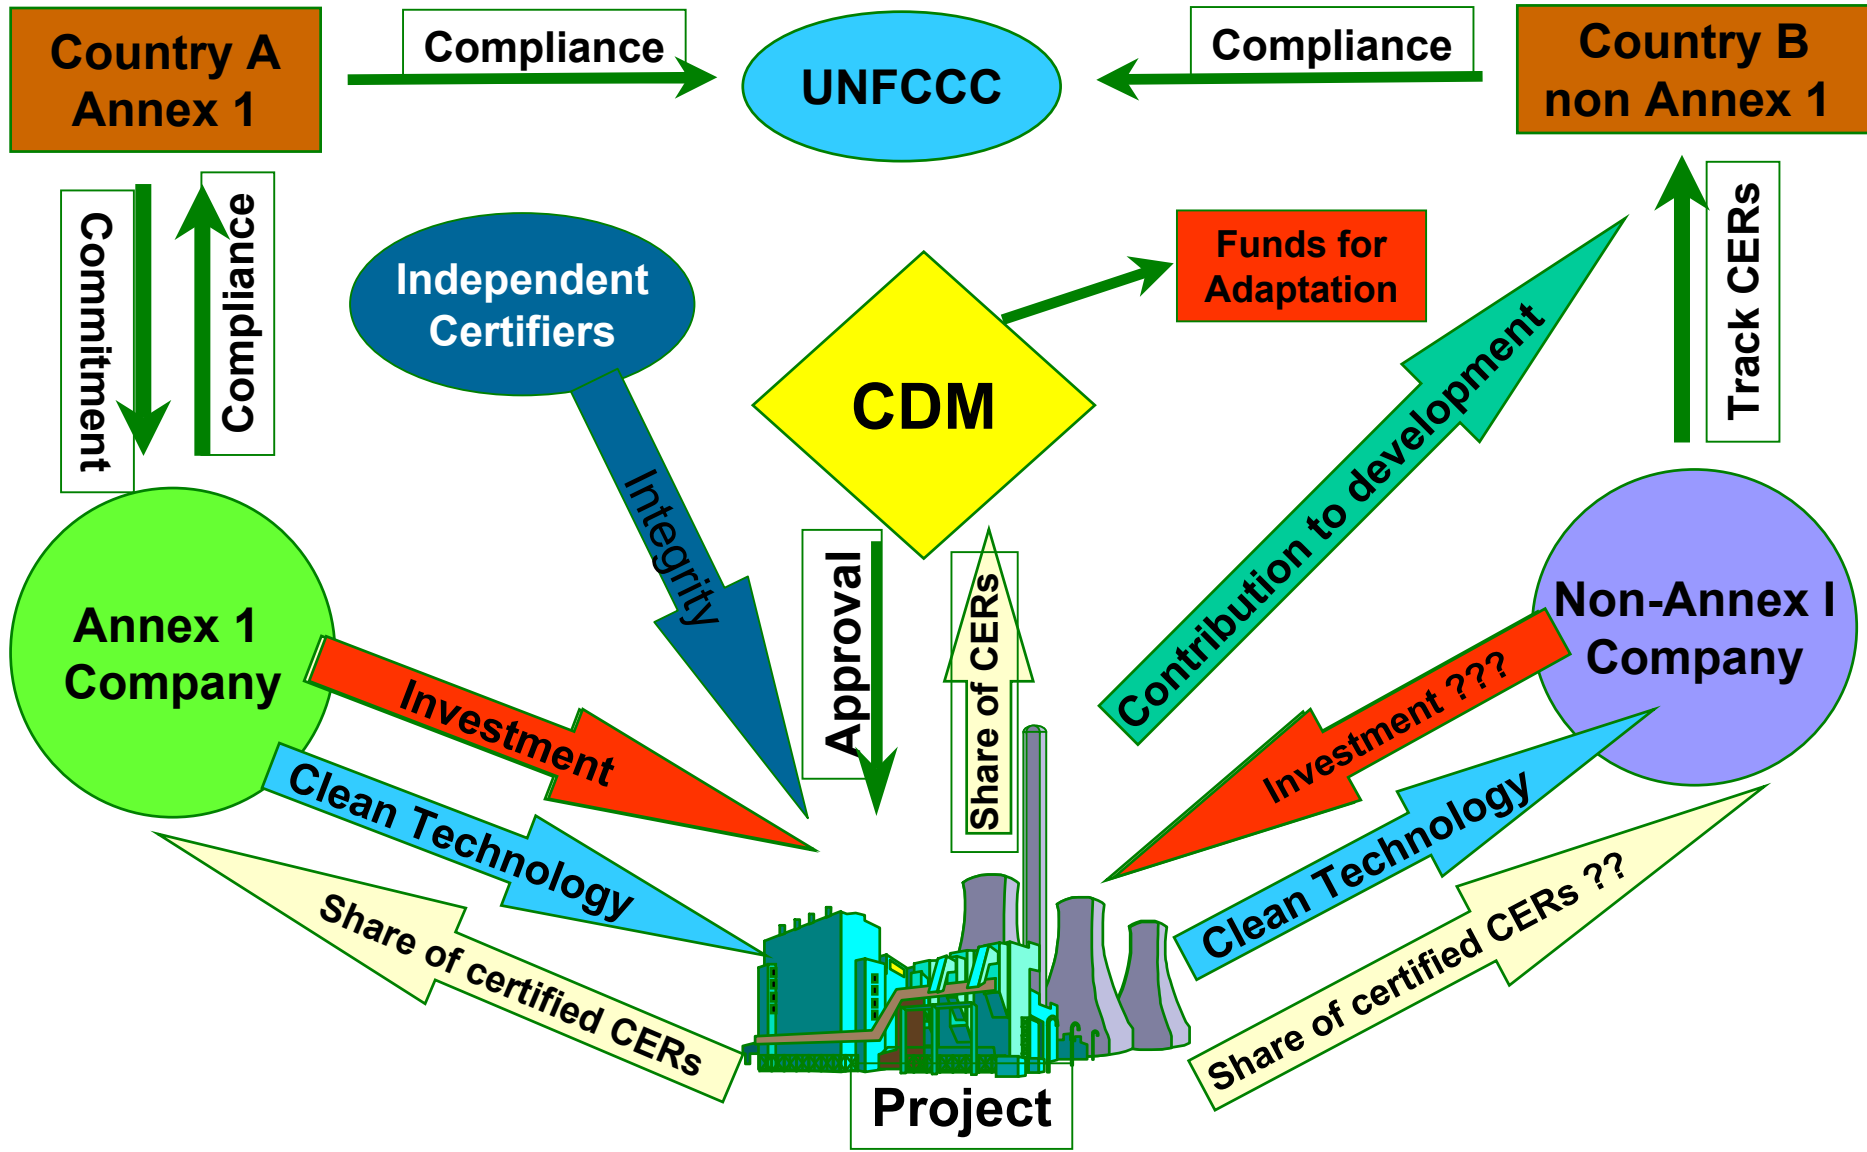 Country A
Annex 1
Compliance
UNFCCC
Compliance
Country B
non Annex 1
Commitment
Compliance
Independent
Certifiers
Funds for
Adaptation
Track CERs
CDM
Integrity
Approval
Share of CERs
Contribution to development
Annex 1
Company
Non-Annex I
Company
Investment
Investment ???
Clean Technology
Clean Technology
Share of certified CERs
Share of certified CERs ??
Project